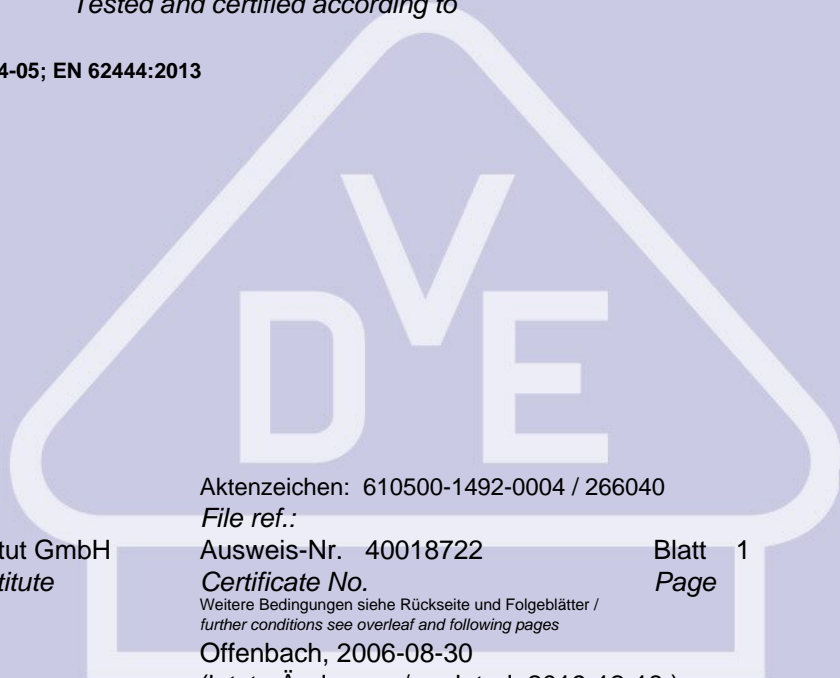 Tested and certified according to
4-05; EN 62444:2013
V
D E
Aktenzeichen: 610500-1492-0004 / 266040
File ref.:
tut GmbH Ausweis-Nr. 40018722 Blatt 1
titute Certificate No. Page
Weitere Bedingungen siehe Rückseite und Folgeblätter /
further conditions see overleaf and following pages
Offenbach, 2006-08-30